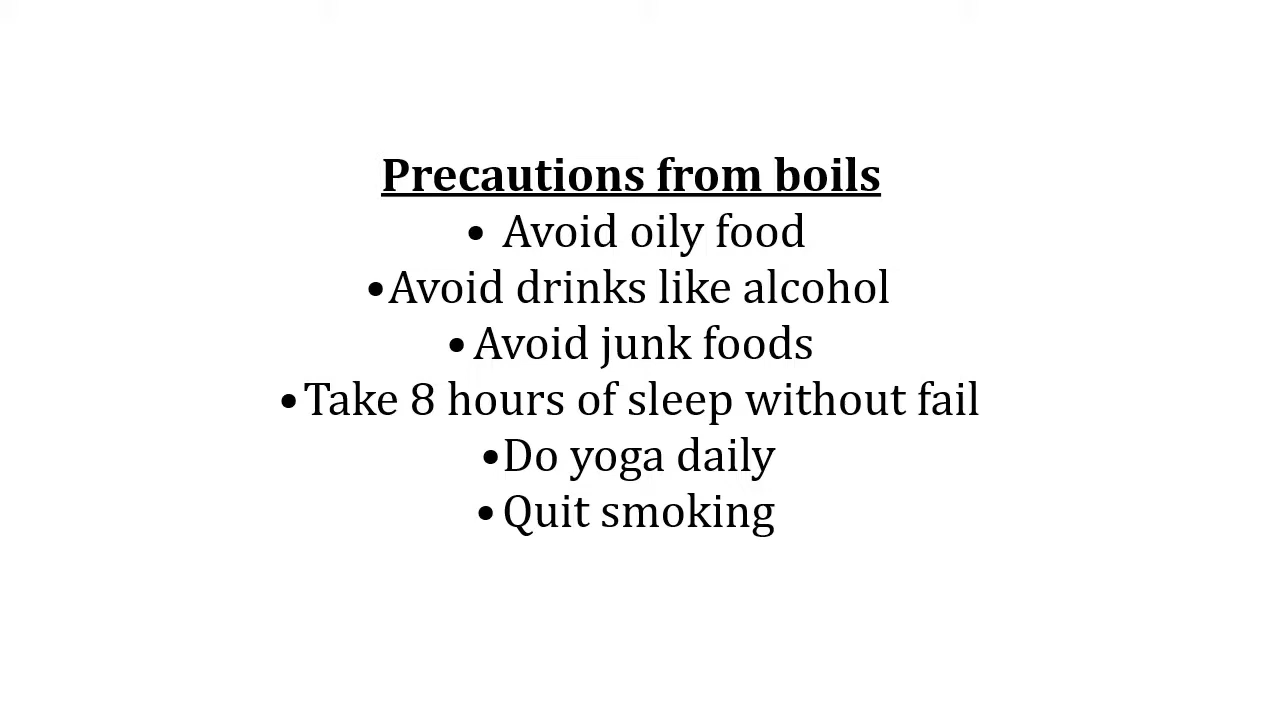 Precautions from boils
• Avoid oily food
•Avoid drinks like alcohol
•Avoid junk foods
•Take 8 hours of sleep without fail
•Do yoga daily
•Quit smoking